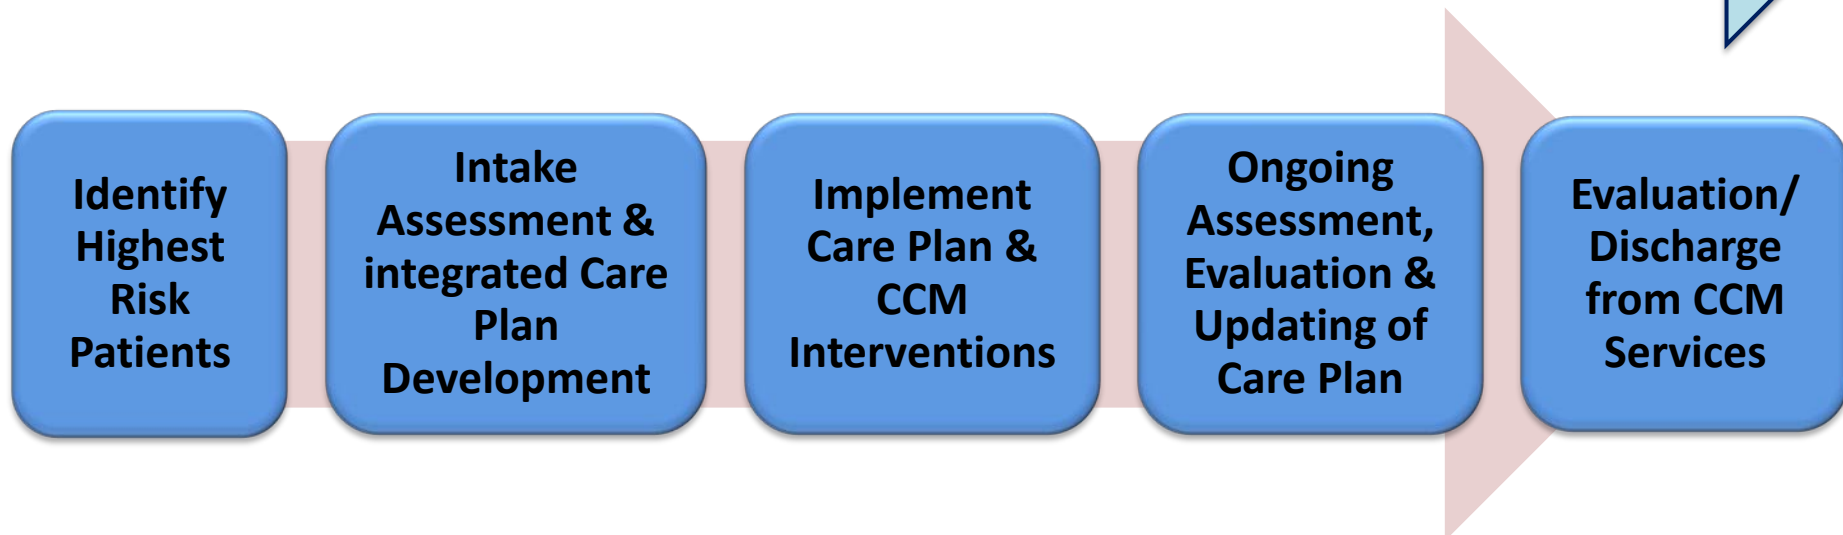 Identify
Highest
Risk
Patients
Intake
Assessment &
integrated Care
Plan
Development
Implement
Care Plan &
CCM
Interventions
Ongoing
Assessment,
Evaluation &
Updating of
Care Plan
Evaluation/
Discharge
from CCM
Services